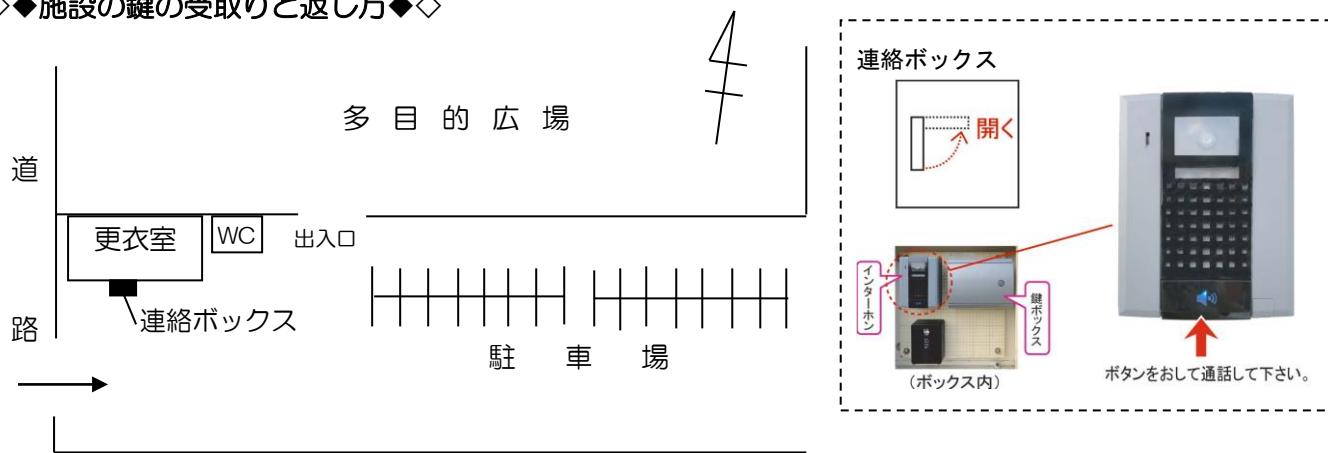 ◇◆施設の鍵の受取りと返し方◆◇
多目的広場
道
路
更衣室
WC
出入口
連絡ボックス
駐車場
連絡ボックス
開く
インターホン
鍵ボックス
(ボックス内)
ボタンをおして通話して下さい。